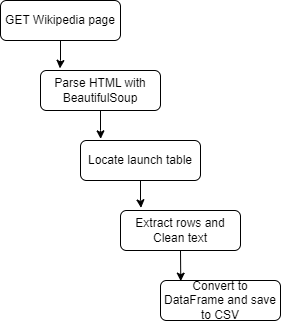 GET Wikipedia page
Parse HTML with
BeautifulSoup
Locate launch table
Extract rows and
Clean text
Convert to
DataFrame and save
to CSV